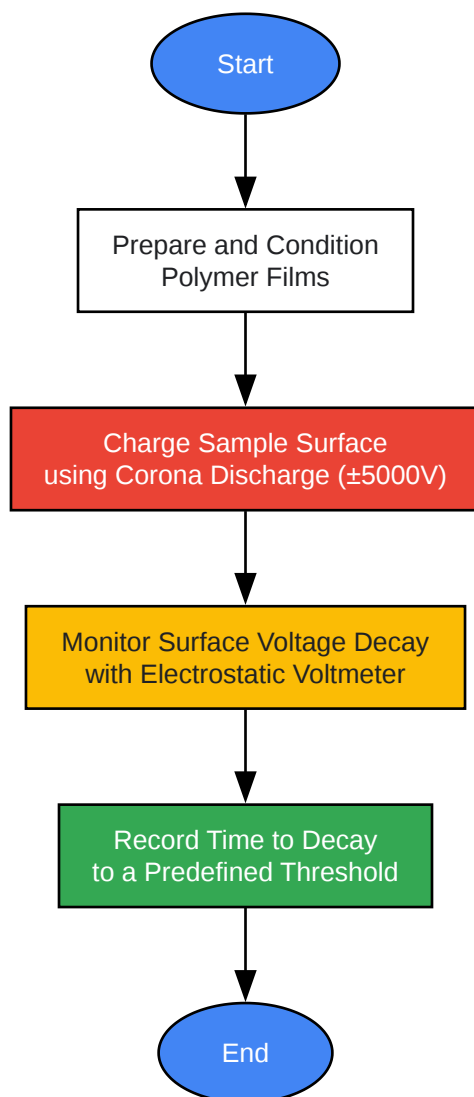 Start
Prepare and Condition
Polymer Films
Charge Sample Surface
using Corona Discharge (±5000V)
Monitor Surface Voltage Decay
with Electrostatic Voltmeter
Record Time to Decay
to a Predefined Threshold
End